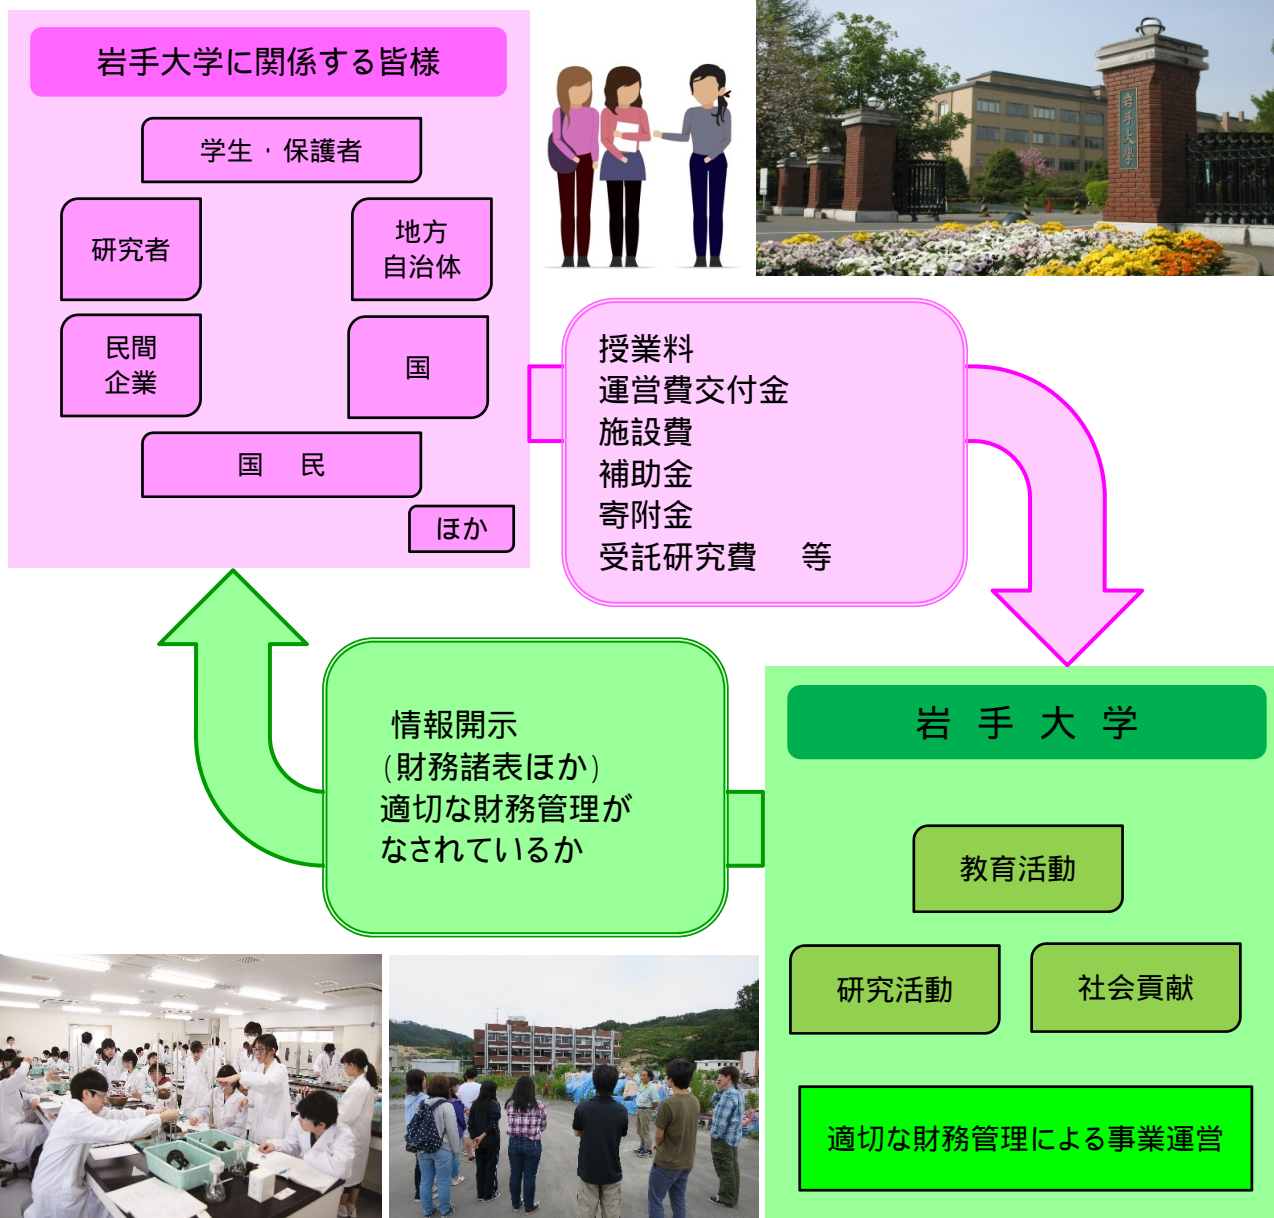 岩手大学に関係する皆様
学生・保護者
研究者
地方
自治体
民間
企業
国
国　民
ほか
岩手大學
授業料
運営費交付金
施設費
補助金
寄附金
受託研究費　等
情報開示
(財務諸表ほか)
適切な財務管理が
なされているか
岩 手 大 学
教育活動
研究活動
社会貢献
適切な財務管理による事業運営